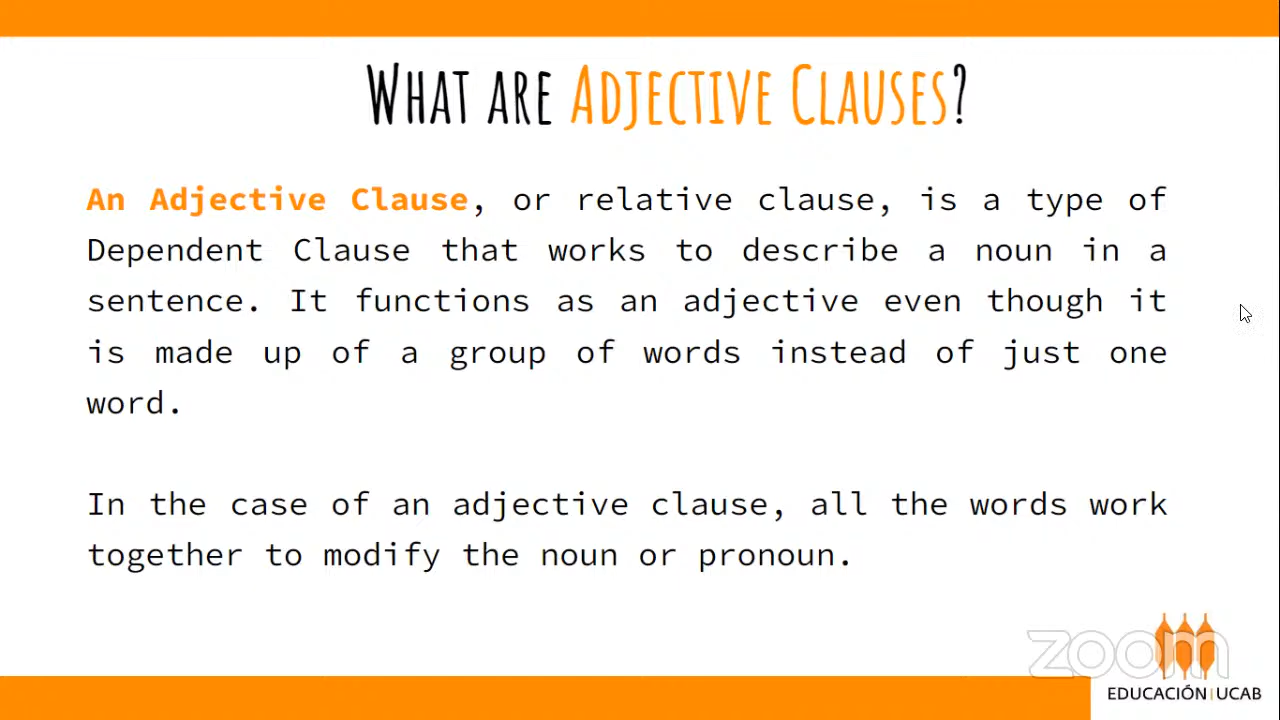 What are Adjective Clauses?
An Adjective Clause, or relative clause, is a type of
Dependent Clause that works to describe a noun in a
sentence. It functions as an adjective even though it
is made up of a group of words instead of just one
word.
In the case of an adjective clause, all the words work
together to modify the noun or pronoun.
zoom
EDUCACIÓN|UCAB